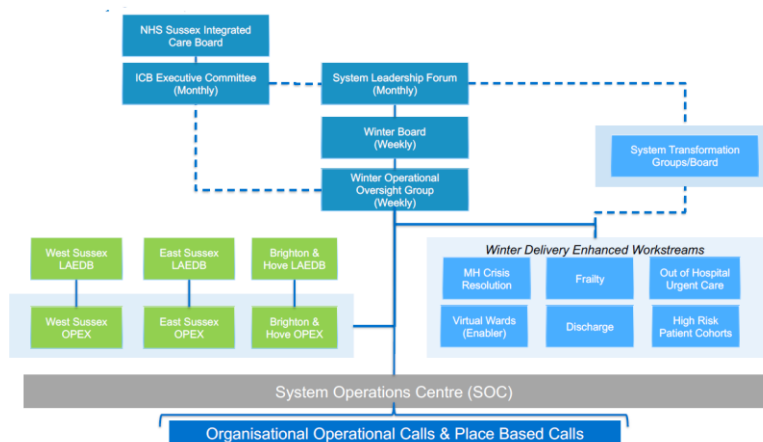 NHS Sussex Integrated
Care Board
ICB Executive Committee
(Monthly)
System Leadership Forum
(Monthly)
Winter Board
(Weekly)
System Transformation
Groups/Board
Winter Operational
Oversight Group
(Weekly)
West Sussex
LAEDB
East Sussex
LAEDB
Brighton &
Hove LAEDB
West Sussex
OPEX
East Sussex
OPEX
Brighton &
Hove OPEX
Winter Delivery Enhanced Workstreams
MH Crisis
Resolution
Frailty
Out of Hospital
Urgent Care
Virtual Wards
(Enabler)
Discharge
High Risk
Patient Cohorts
System Operations Centre (SOC)
Organisational Operational Calls & Place Based Calls